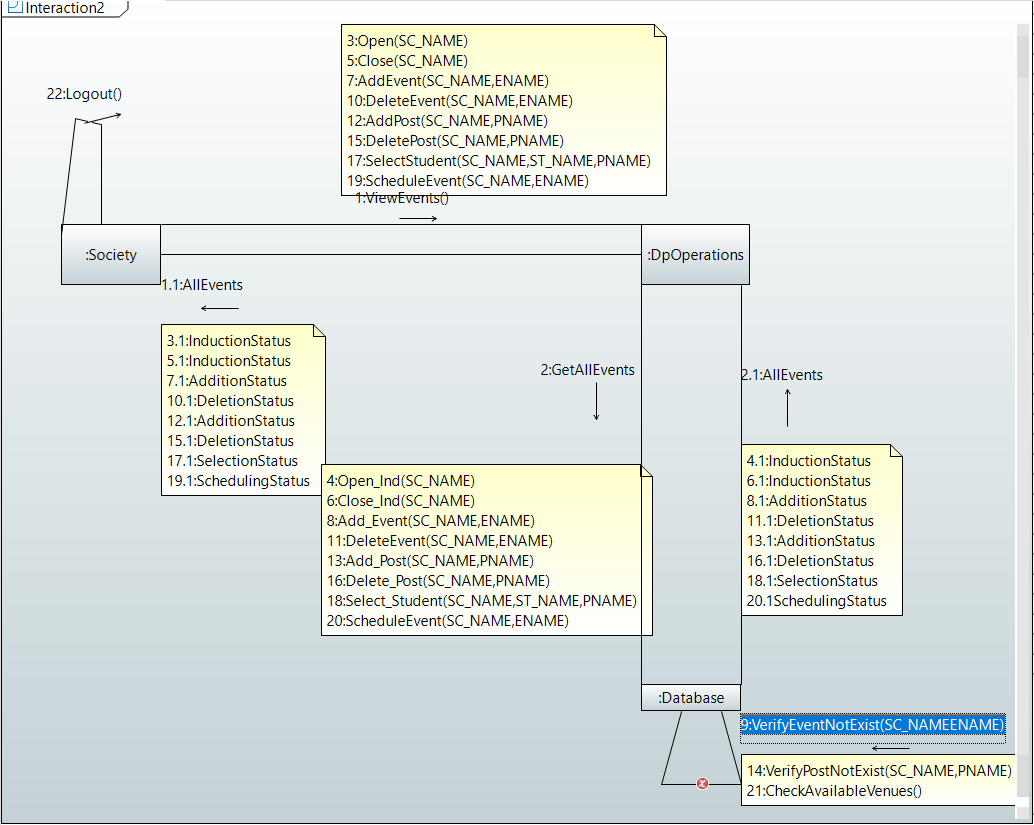 Interaction2
3:Open(SC_NAME)
5:Close(SC_NAME)
7:AddEvent(SC_NAME,ENAME)
10:DeleteEvent(SC_NAME,ENAME)
12:AddPost(SC_NAME,PNAME)
15:DeletePost(SC_NAME,PNAME)
17:SelectStudent(SC_NAME,ST_NAME,PNAME)
19:ScheduleEvent(SC_NAME,ENAME)
22:Logout()
1:ViewEvents()
:Society
:DpOperations
1.1:AllEvents
3.1:InductionStatus
5.1:InductionStatus
7.1:AdditionStatus
10.1:DeletionStatus
12.1:AdditionStatus
15.1:DeletionStatus
17.1:SelectionStatus
19.1:SchedulingStatus
2:GetAllEvents
2.1:AllEvents
4:Open_Ind(SC_NAME)
6:Close_Ind(SC_NAME)
8:Add_Event(SC_NAME,ENAME)
11:DeleteEvent(SC_NAME,ENAME)
13:Add_Post(SC_NAME,PNAME)
16:Delete_Post(SC_NAME,PNAME)
18:Select_Student(SC_NAME,ST_NAME,PNAME)
20:ScheduleEvent(SC_NAME,ENAME)
4.1:InductionStatus
6.1:InductionStatus
8.1:AdditionStatus
11.1:DeletionStatus
13.1:AdditionStatus
16.1:DeletionStatus
18.1:SelectionStatus
20.1SchedulingStatus
:Database
9:VerifyEventNotExist(SC_NAMEENAME)
14:VerifyPostNotExist(SC_NAME,PNAME)
21:CheckAvailableVenues()